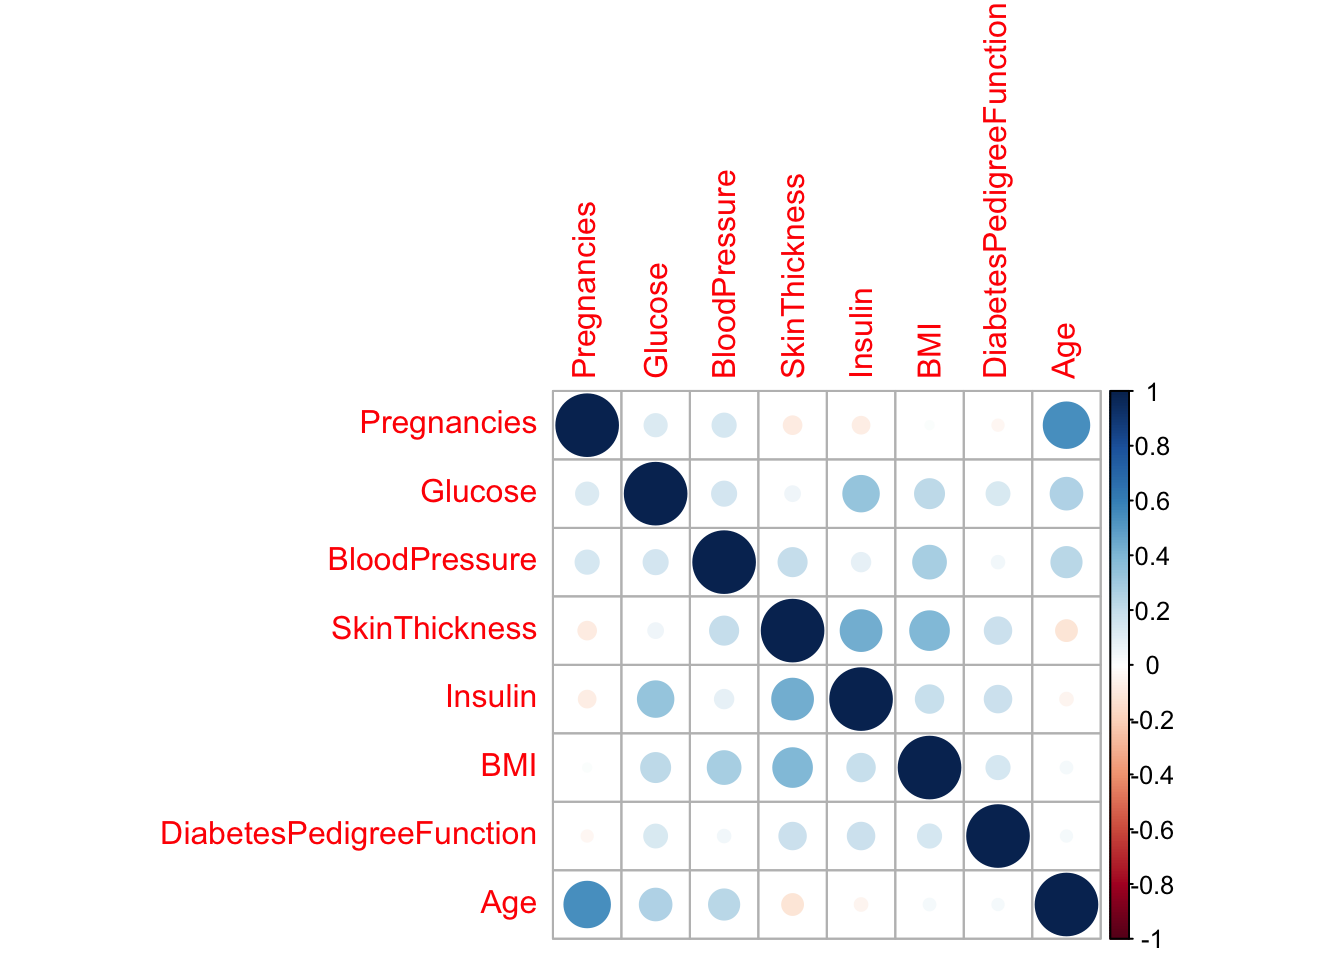 Pregnancies
Glucose
BloodPressure
SkinThickness
Insulin
BMI
DiabetesPedigreeFunction
Age
Pregnancies
Glucose
BloodPressure
SkinThickness
Insulin
BMI
DiabetesPedigreeFunction
Age
1
0.8
0.6
0.4
0.2
0
-0.2
-0.4
-0.6
-0.8
-1